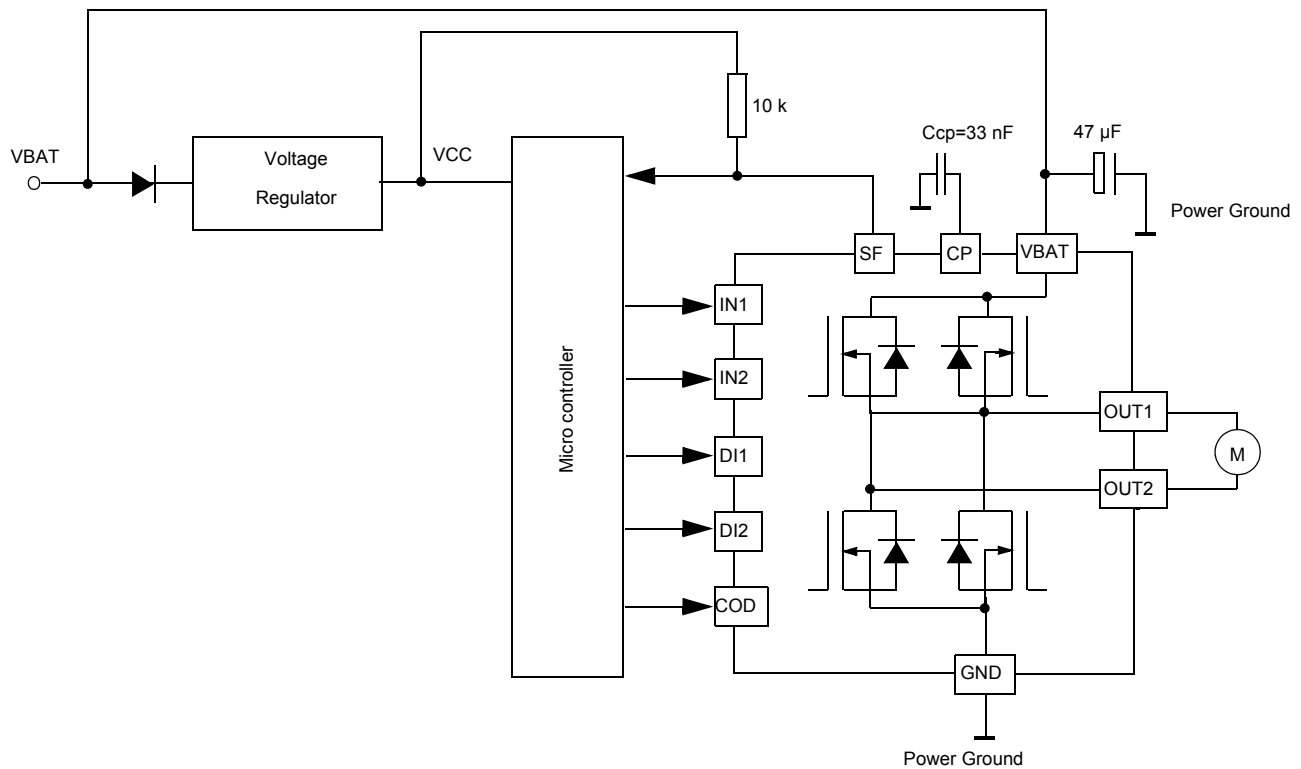 10 k
Ccp=33 nF
47 µF
VBAT
Voltage
Regulator
VCC
Power Ground
SF
CP
VBAT
IN1
IN2
Micro controller
OUT1
M
DI1
OUT2
DI2
COD
GND
Power Ground